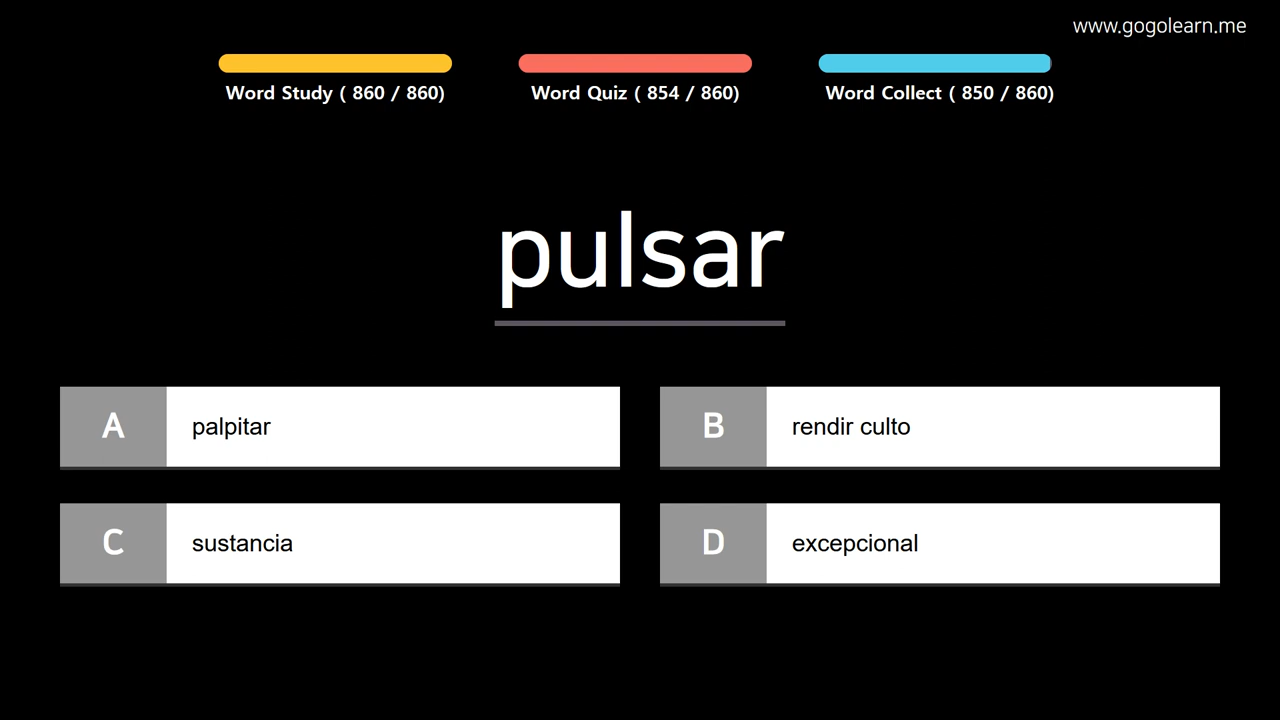 www.gogolearn.me
Word Study ( 860 / 860)
Word Quiz ( 854 / 860)
Word Collect ( 850 / 860)
pulsar
A palpitar
B rendir culto
C sustancia
D excepcional